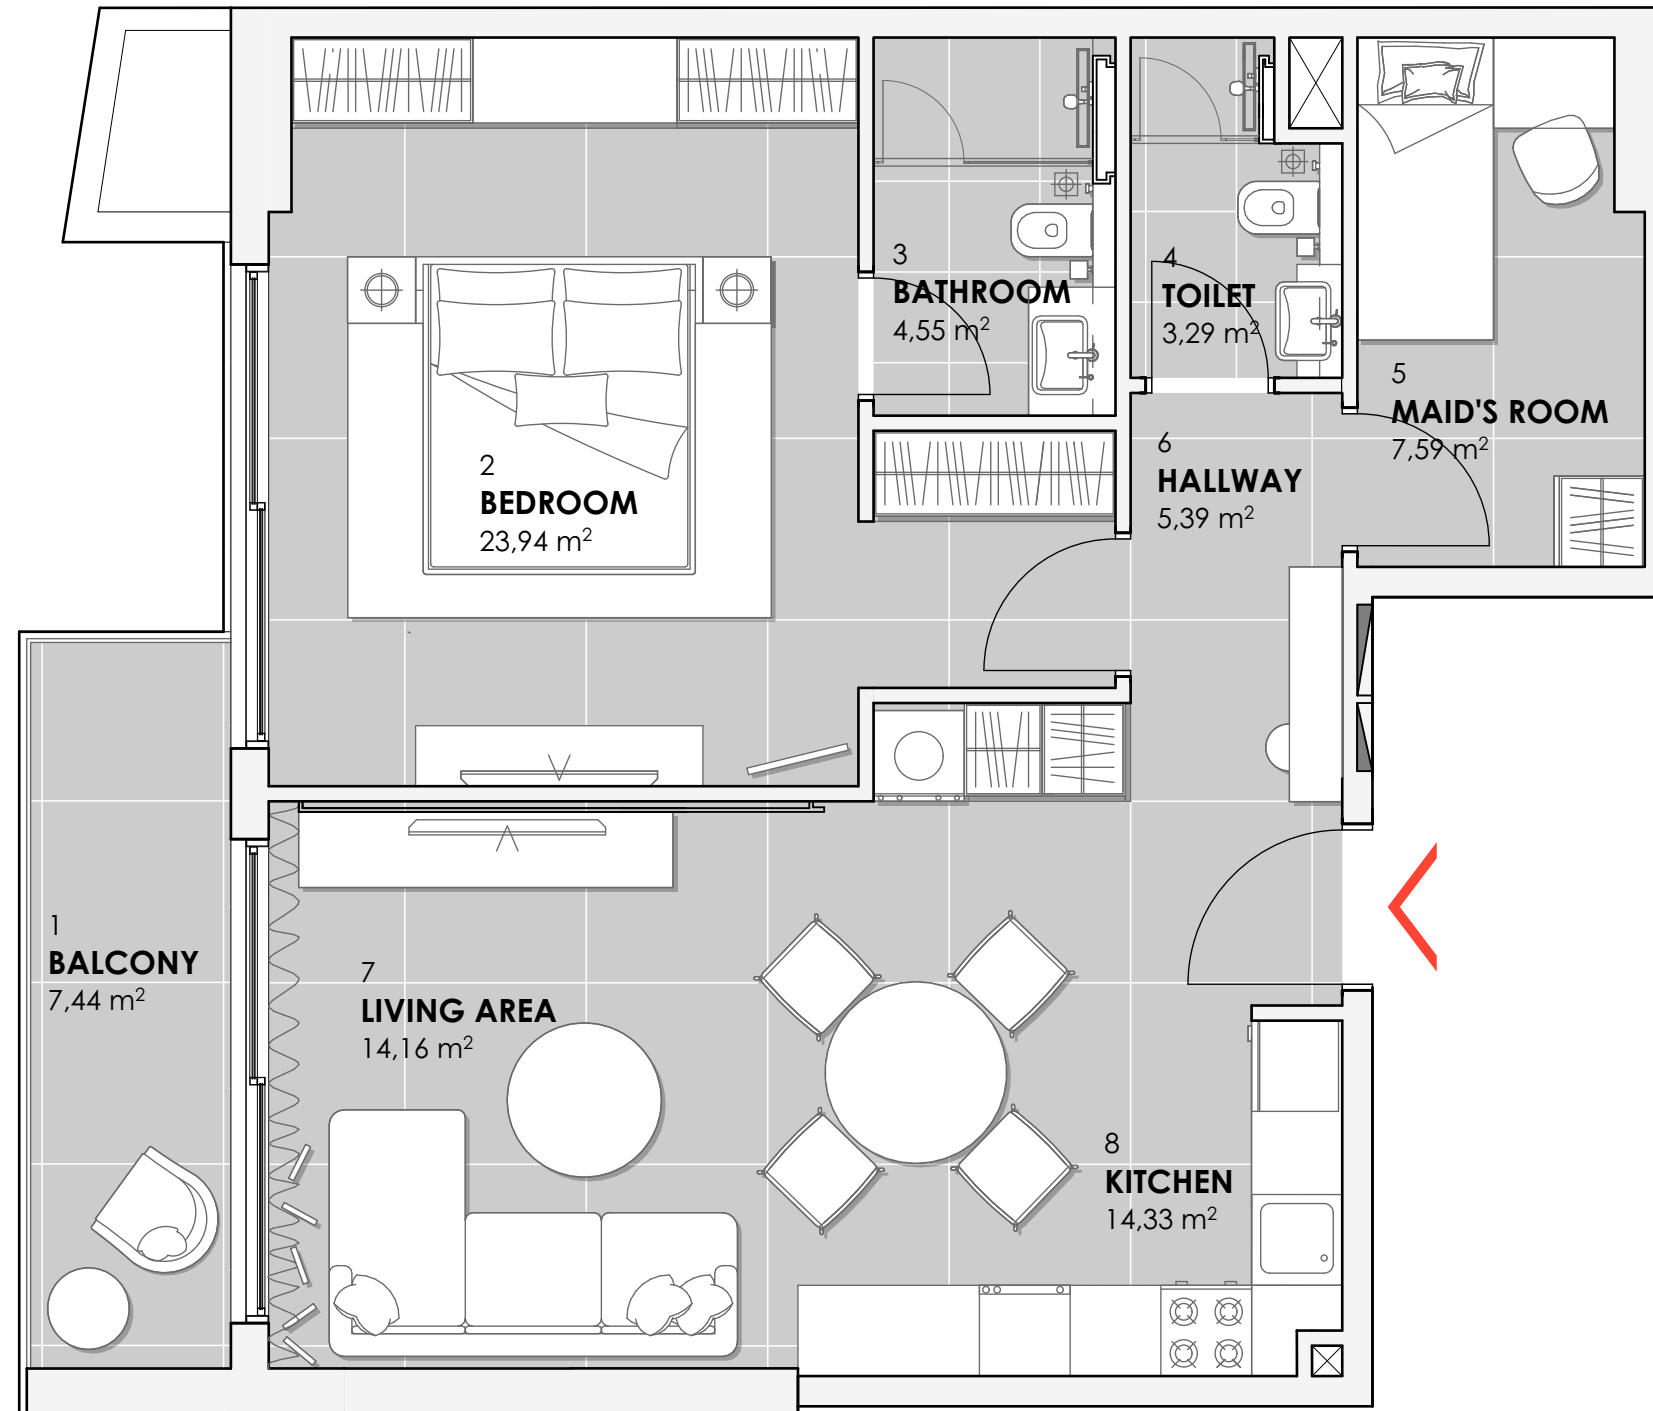 1
BALCONY
7,44 m²
2
BEDROOM
23,94 m²
3
BATHROOM
4,55 m²
4
TOILET
3,29 m²
5
MAID'S ROOM
7,59 m²
6
HALLWAY
5,39 m²
7
LIVING AREA
14,16 m²
8
KITCHEN
14,33 m²